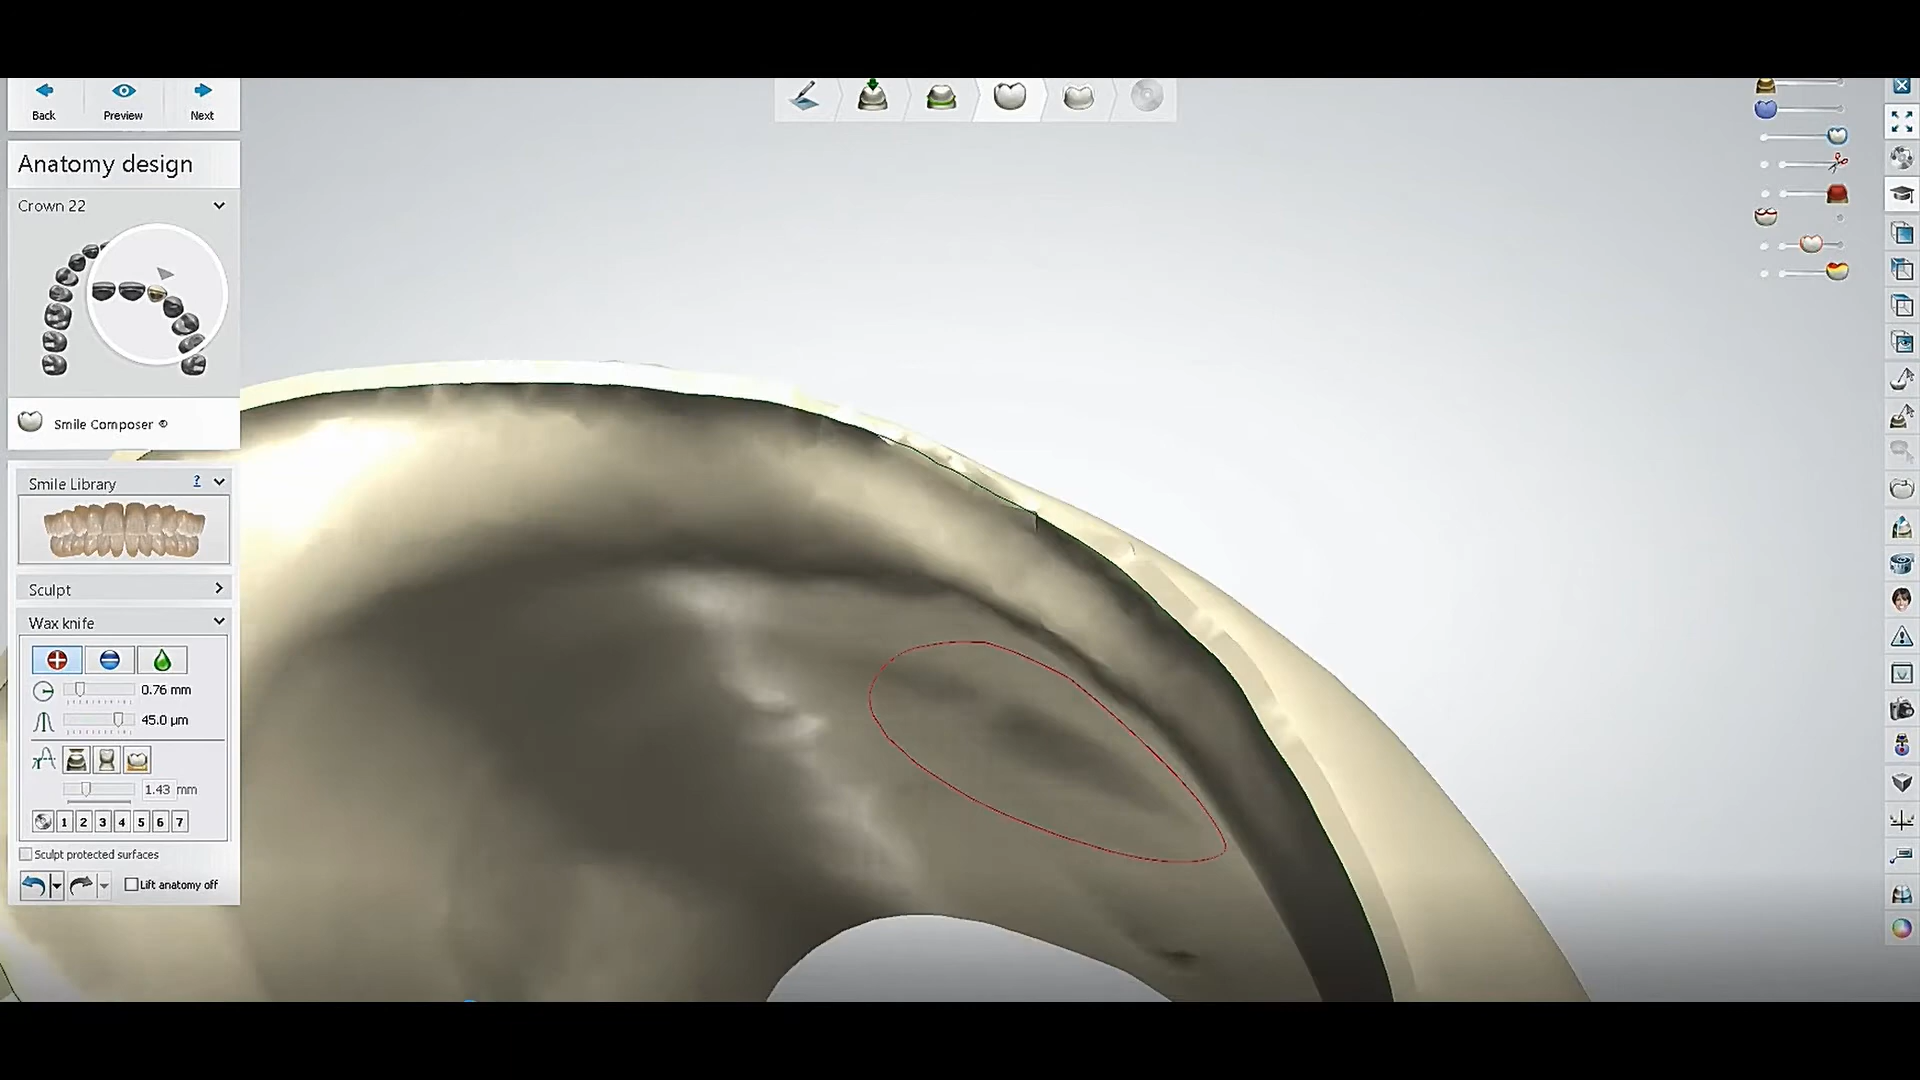 Back Preview Next
Anatomy design
Crown 22
Smile Composer ©
Smile Library ?
Sculpt
Wax knife
0.76 mm
45.0 µm
1.43 mm
1 2 3 4 5 6 7
Sculpt protected surfaces
Lift anatomy off